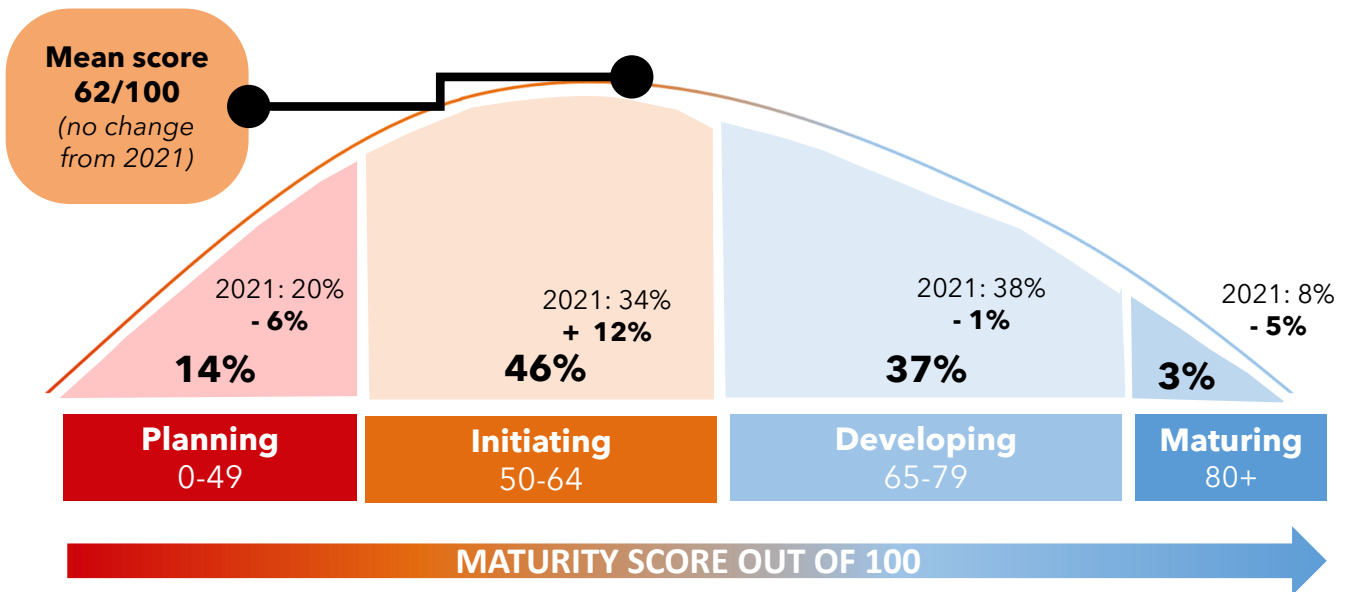 Mean score
62/100
(no change
from 2021)
2021: 20%
- 6%
14%
2021: 34%
+ 12%
46%
2021: 38%
- 1%
37%
2021: 8%
- 5%
3%
Planning
0-49
Initiating
50-64
Developing
65-79
Maturing
80+
MATURITY SCORE OUT OF 100